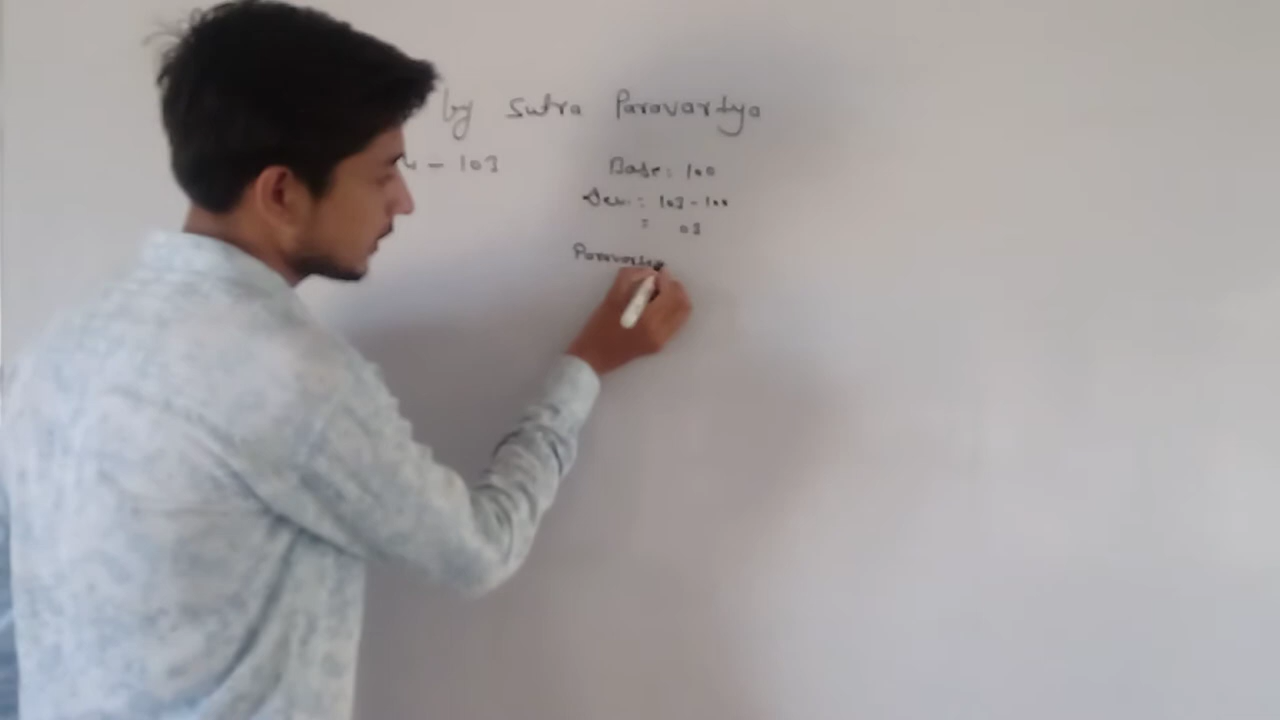 by Sutra Paravartya
- 103
Base: 100
Dev: = 103 - 100
= 03
Paravartya